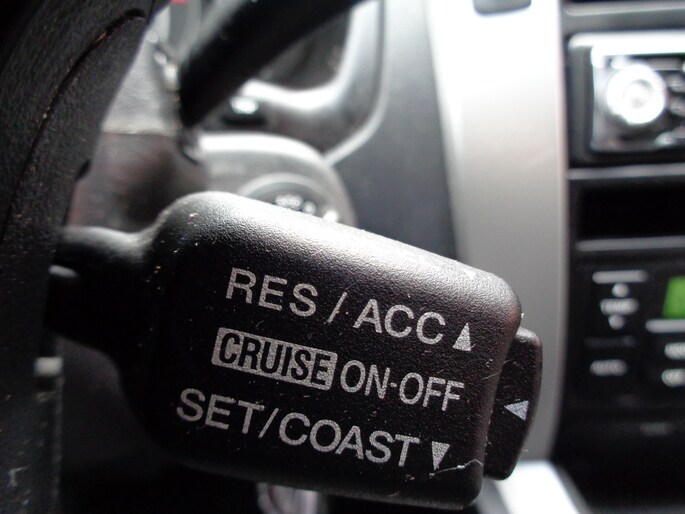 RES / ACC ▲
CRUISE ON-OFF ◀
SET/COAST ▼